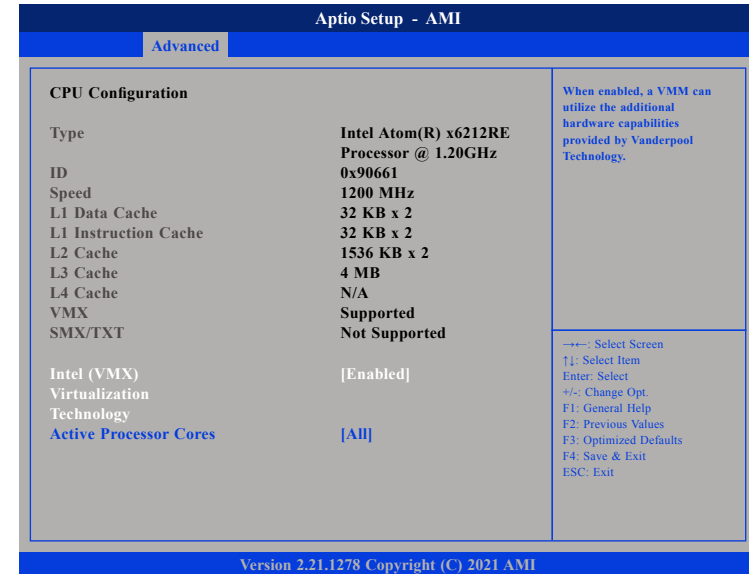 Aptio Setup - AMI
Advanced
CPU Configuration
Type Intel Atom(R) x6212RE
Processor @ 1.20GHz
ID 0x90661
Speed 1200 MHz
L1 Data Cache 32 KB x 2
L1 Instruction Cache 32 KB x 2
L2 Cache 1536 KB x 2
L3 Cache 4 MB
L4 Cache N/A
VMX Supported
SMX/TXT Not Supported
Intel (VMX) [Enabled]
Virtualization
Technology
Active Processor Cores [All]
When enabled, a VMM can
utilize the additional
hardware capabilities
provided by Vanderpool
Technology.
→←: Select Screen
↑↓: Select Item
Enter: Select
+/-: Change Opt.
F1: General Help
F2: Previous Values
F3: Optimized Defaults
F4: Save & Exit
ESC: Exit
Version 2.21.1278 Copyright (C) 2021 AMI